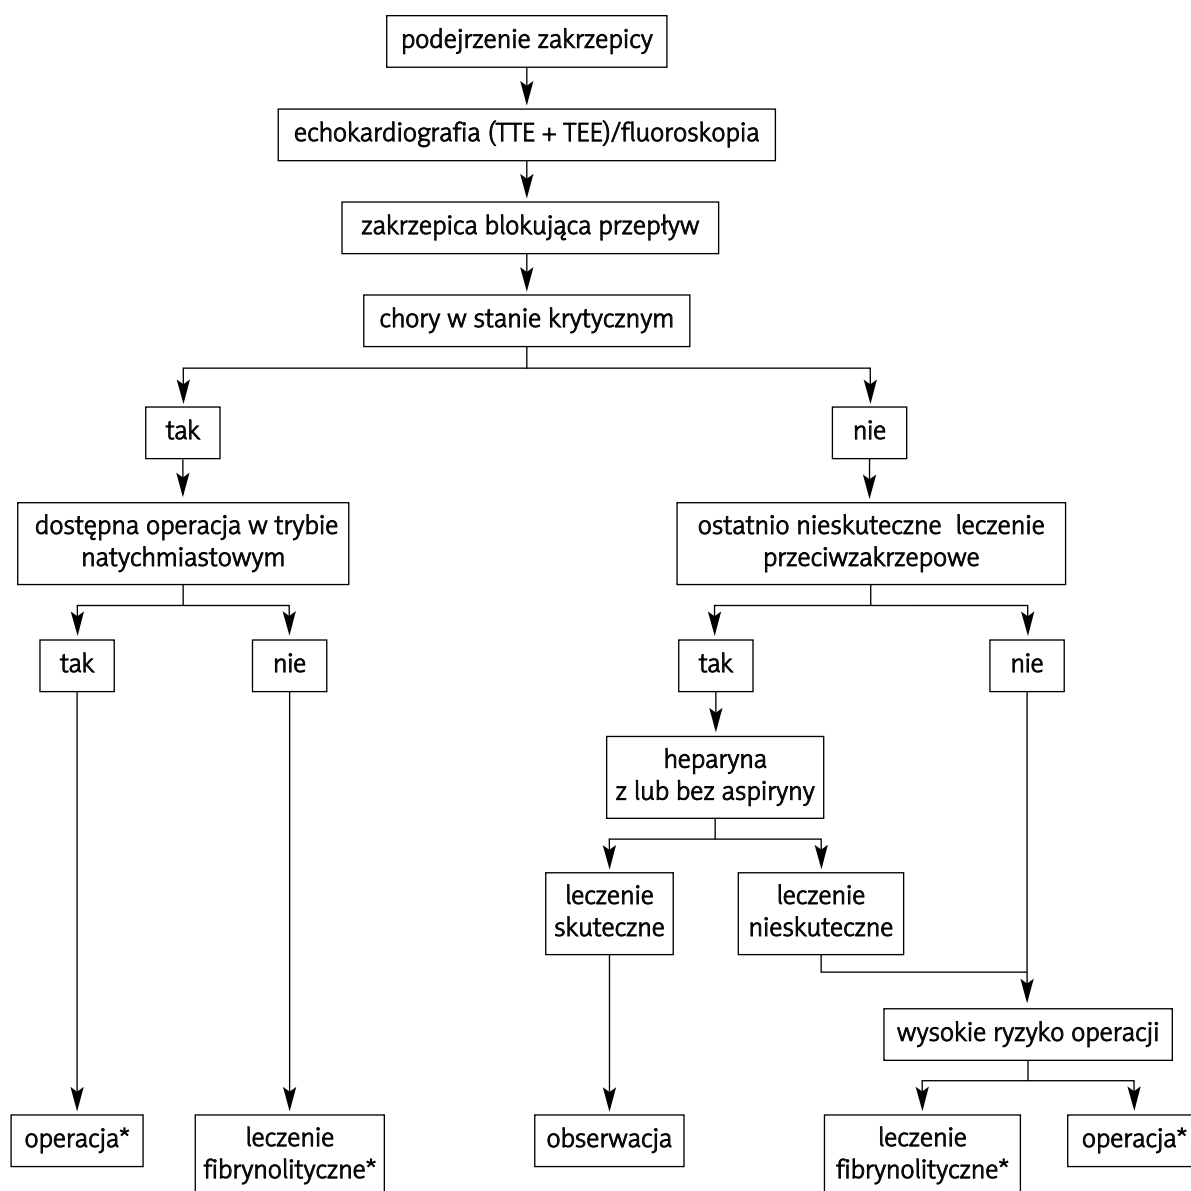 podejrzenie zakrzepicy
echokardiografia (TTE + TEE)/fluoroskopia
zakrzepica blokująca przepływ
chory w stanie krytycznym
tak
nie
dostępna operacja w trybie
natychmiastowym
ostatnio nieskuteczne leczenie
przeciwzakrzepowe
tak
nie
tak
nie
heparyna
z lub bez aspiryny
leczenie
skuteczne
leczenie
nieskuteczne
wysokie ryzyko operacji
operacja*
leczenie
fibrynolityczne*
obserwacja
leczenie
fibrynolityczne*
operacja*